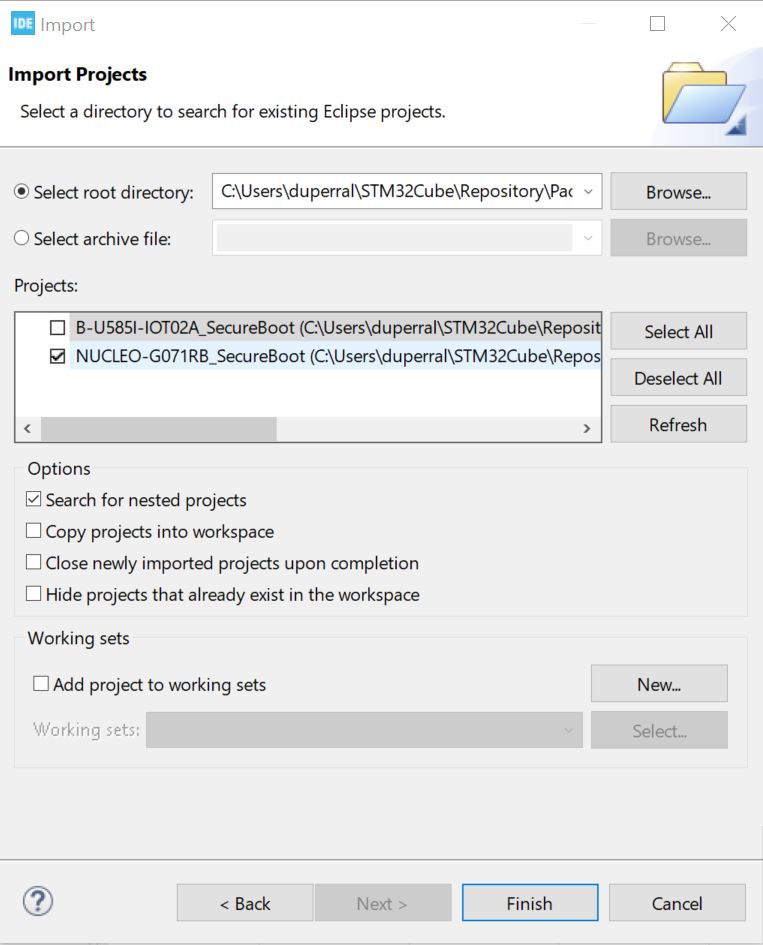 IDE Import
Import Projects
Select a directory to search for existing Eclipse projects.
Select root directory: C:\Users\duperral\STM32Cube\Repository\Pac Browse...
Select archive file: Browse...
Projects:
B-U585I-IOT02A_SecureBoot (C:\Users\duperral\STM32Cube\Reposit Select All
NUCLEO-G071RB_SecureBoot (C:\Users\duperral\STM32Cube\Repos
Deselect All
Refresh
Options
Search for nested projects
Copy projects into workspace
Close newly imported projects upon completion
Hide projects that already exist in the workspace
Working sets
Add project to working sets New...
Working sets: Select...
? < Back Next > Finish Cancel